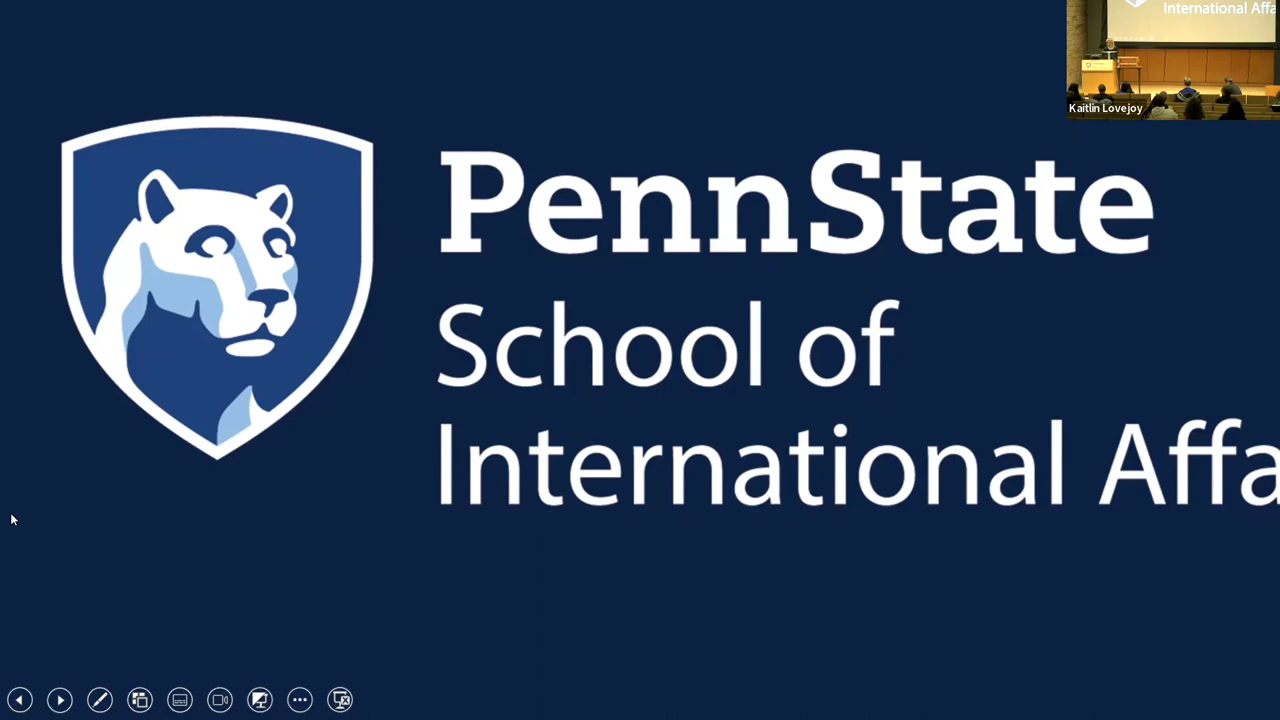 PennState
School of
International Affa
International Affa
Kaitlin Lovejoy